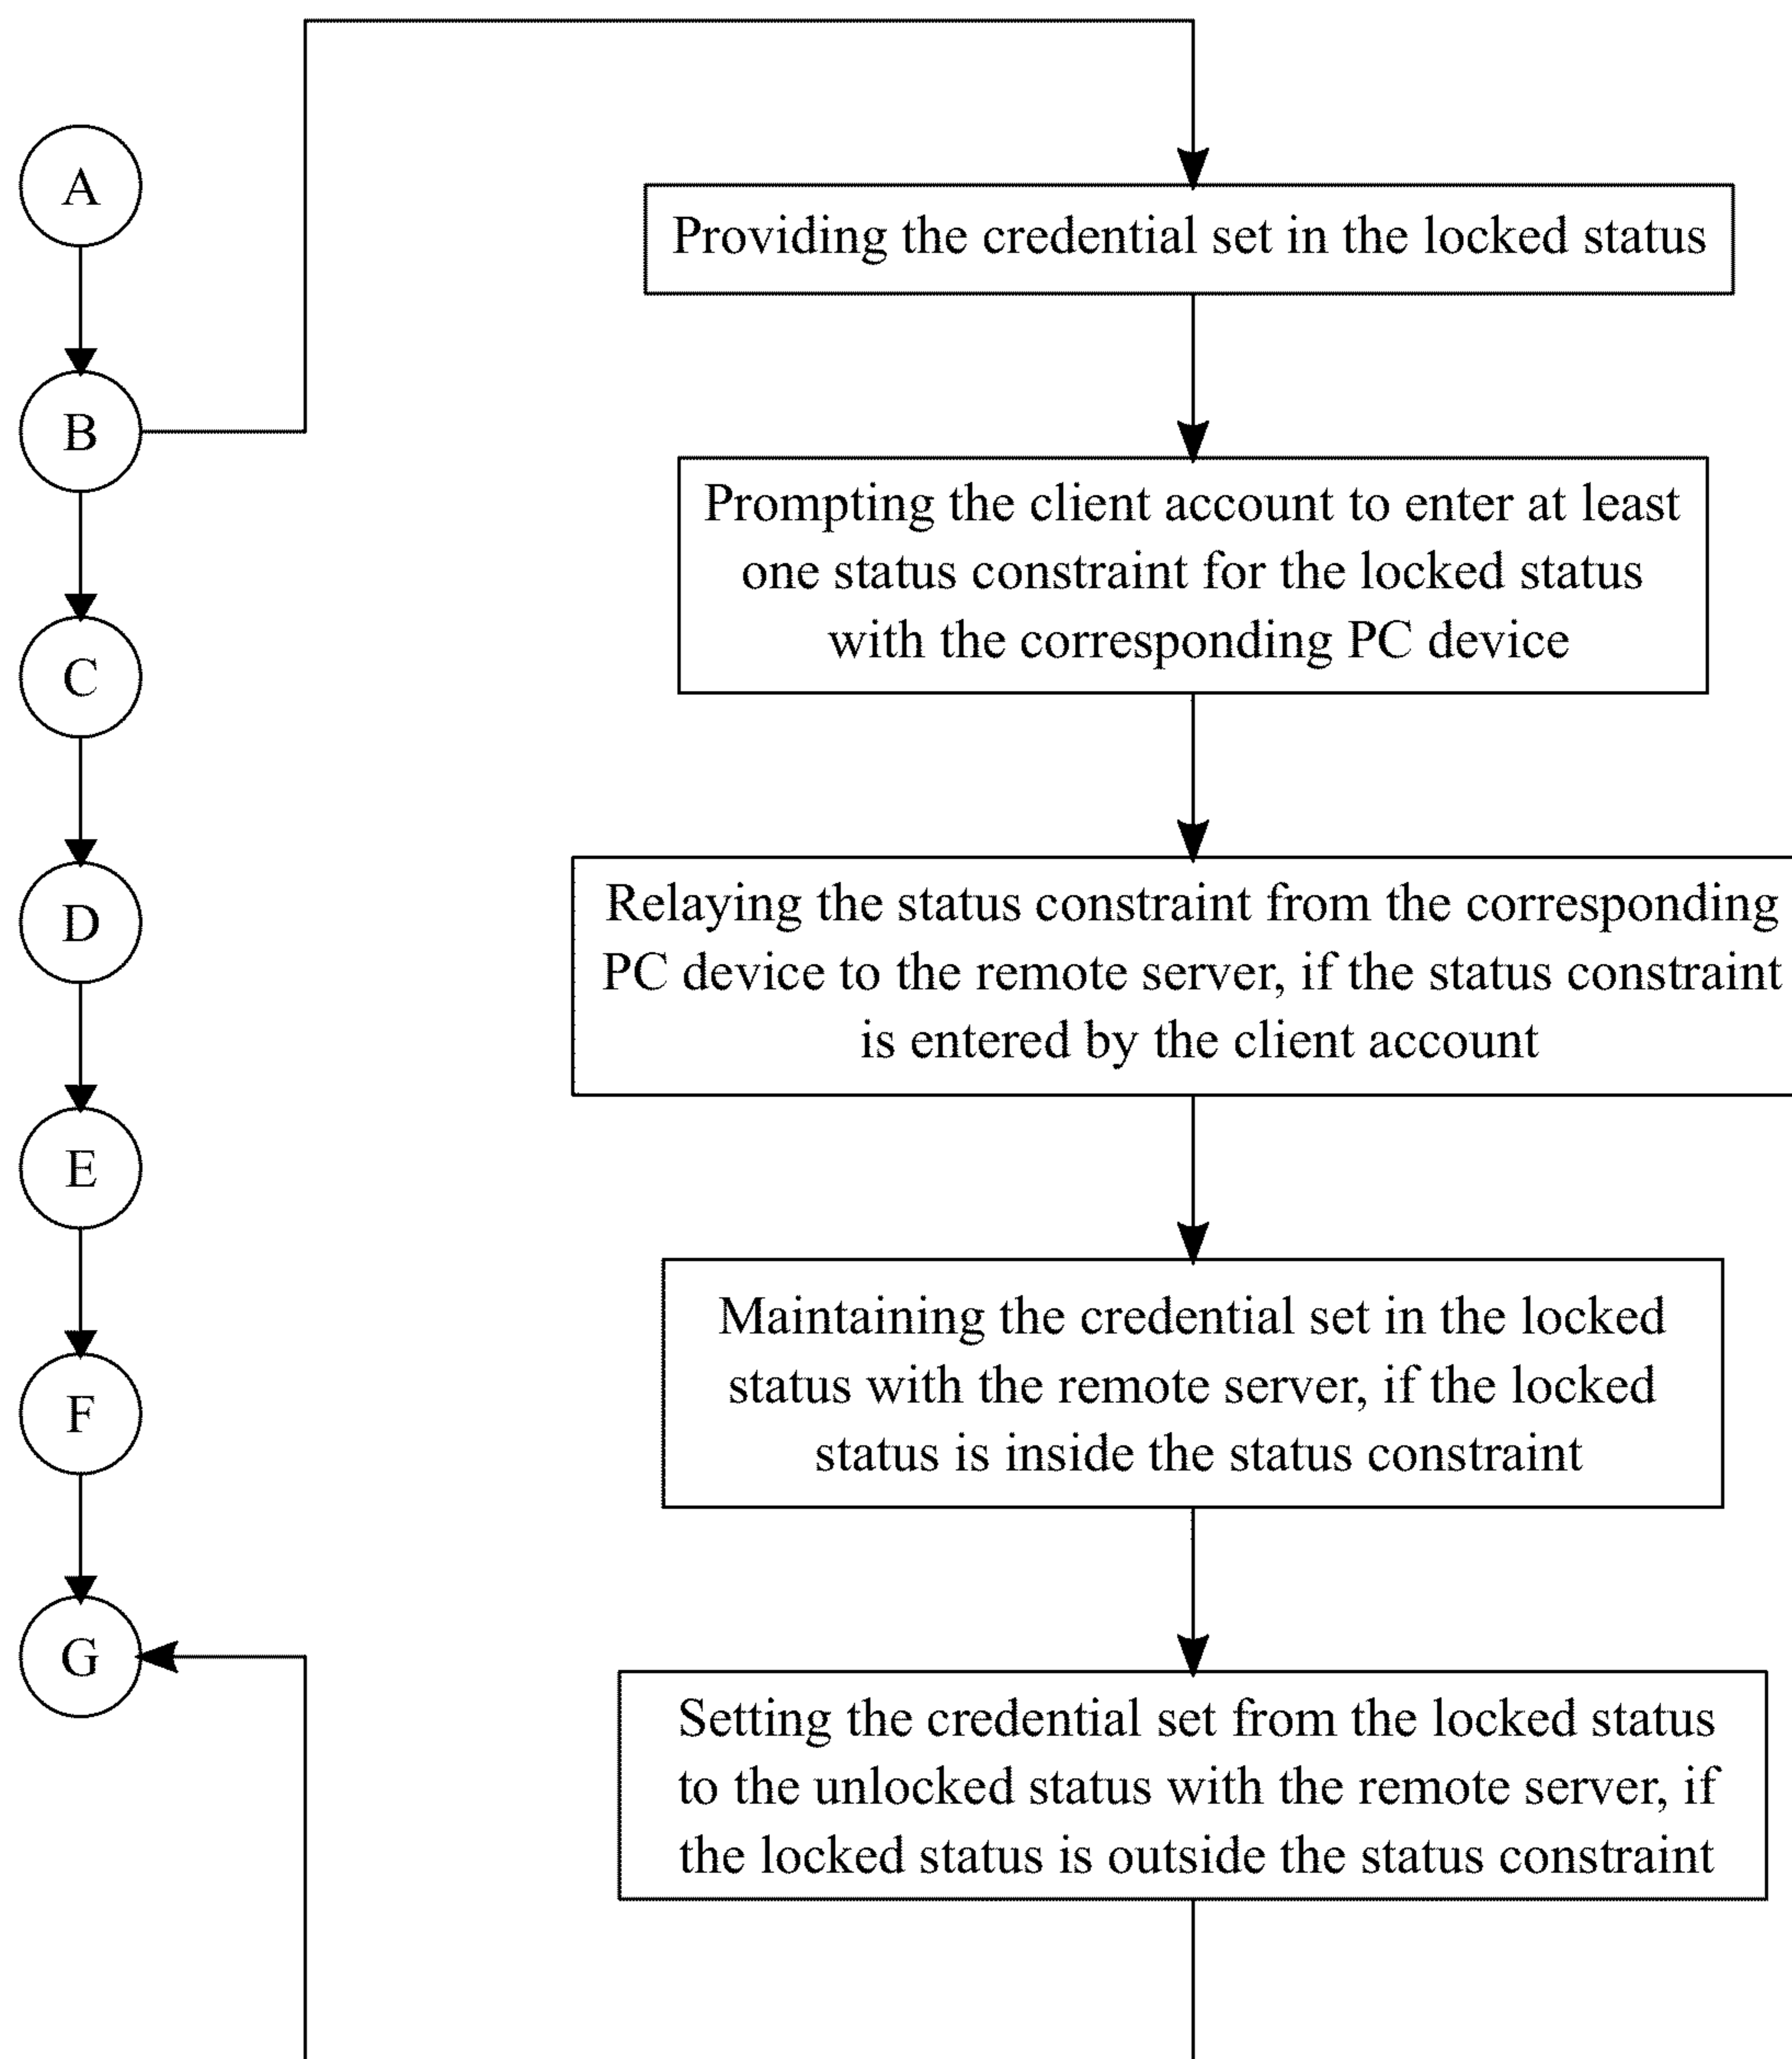 A
B
C
D
E
F
G
Providing the credential set in the locked status
Prompting the client account to enter at least
one status constraint for the locked status
with the corresponding PC device
Relaying the status constraint from the corresponding
PC device to the remote server, if the status constraint
is entered by the client account
Maintaining the credential set in the locked
status with the remote server, if the locked
status is inside the status constraint
Setting the credential set from the locked status
to the unlocked status with the remote server, if
the locked status is outside the status constraint